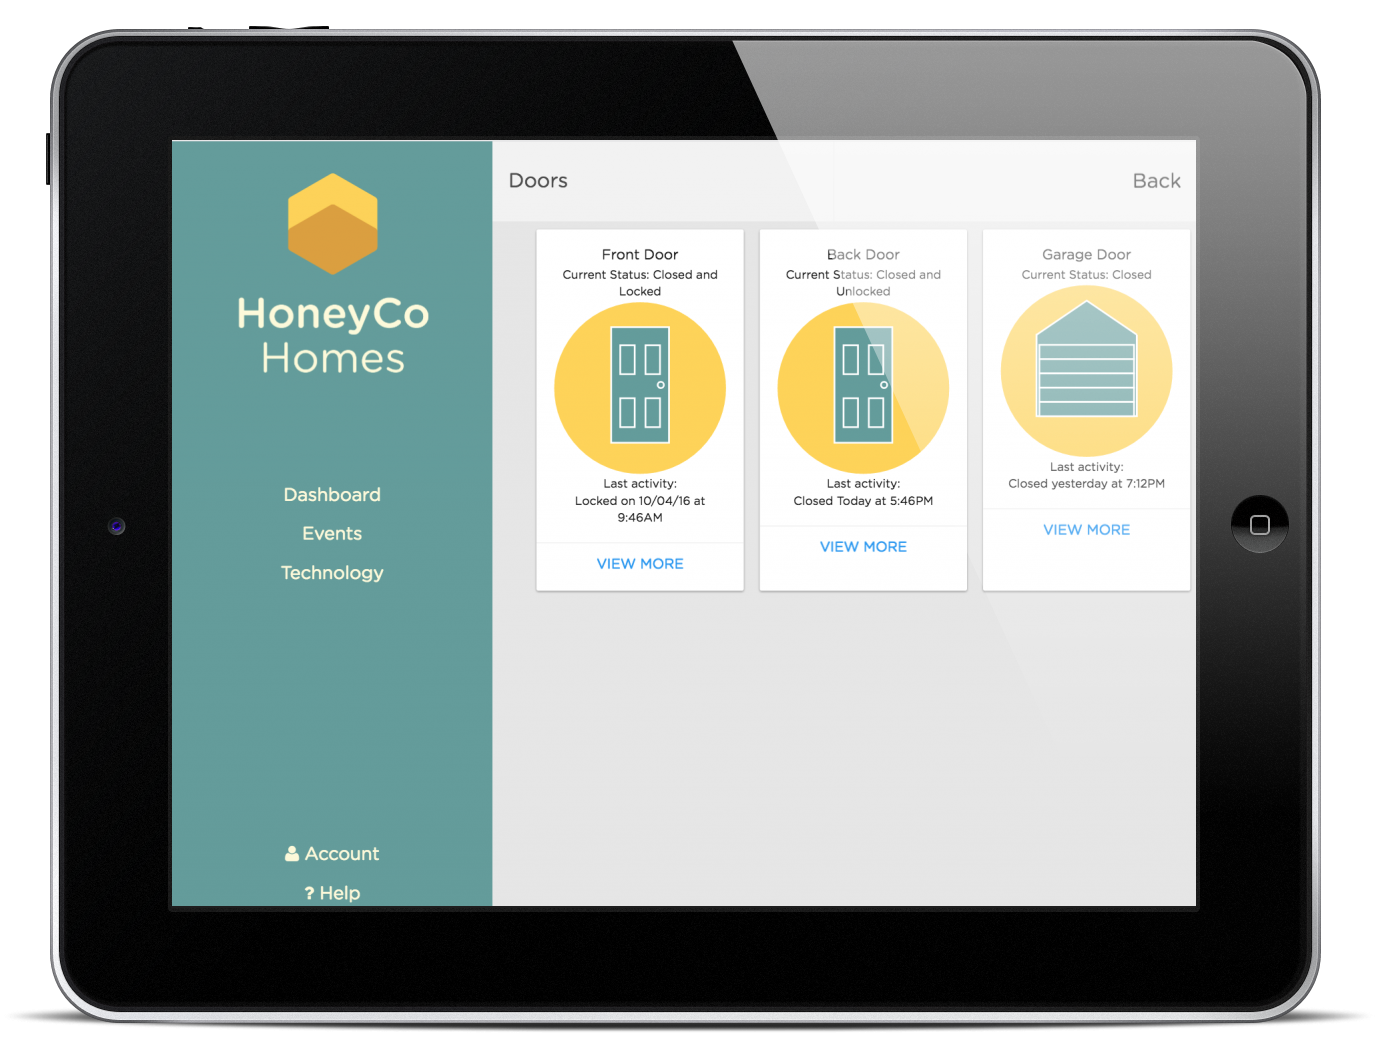 HoneyCo
Homes
Dashboard
Events
Technology
Account
? Help
Doors
Back
Front Door
Current Status: Closed and
Locked
Last activity:
Locked on 10/04/16 at
9:46AM
VIEW MORE
Back Door
Current Status: Closed and
Unlocked
Last activity:
Closed Today at 5:46PM
VIEW MORE
Garage Door
Current Status: Closed
Last activity:
Closed yesterday at 7:12PM
VIEW MORE